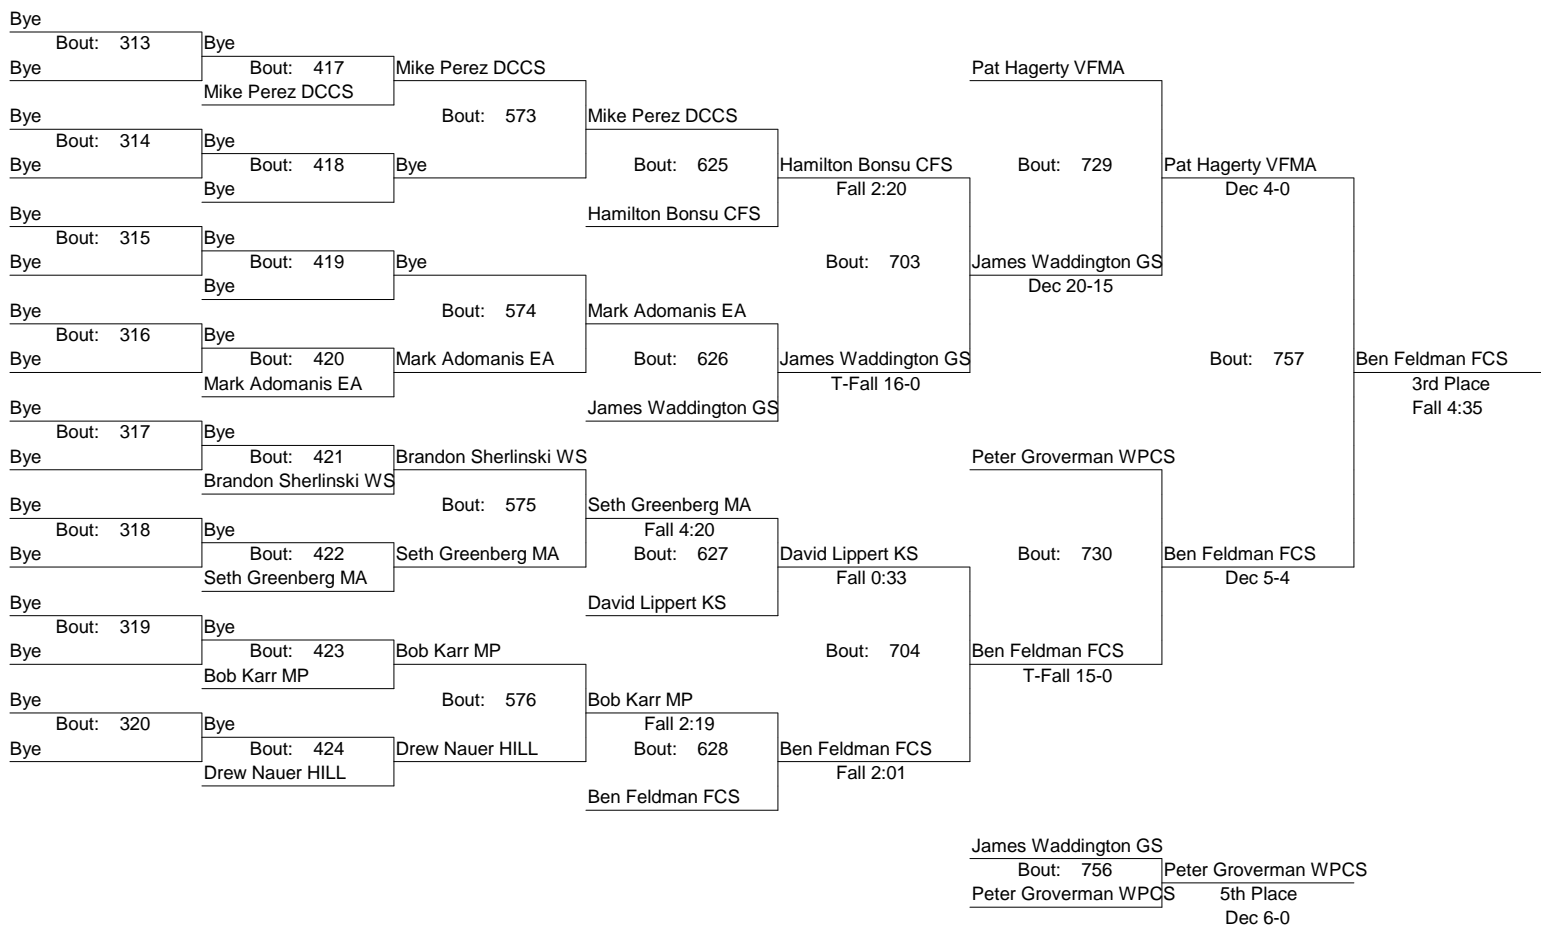 Bye
Bout: 313
Bye
Bye
Bout: 417
Mike Perez DCCS
Mike Perez DCCS
Bye
Bout: 314
Bye
Bye
Bout: 418
Bye
Bye
Bout: 573
Mike Perez DCCS
Bout: 625
Hamilton Bonsu CFS
Hamilton Bonsu CFS
Fall 2:20
Bye
Bout: 315
Bye
Bye
Bout: 419
Bye
Bye
Bye
Bout: 316
Bye
Bye
Bout: 420
Mark Adomanis EA
Mark Adomanis EA
Bout: 574
Mark Adomanis EA
Bout: 626
James Waddington GS
James Waddington GS
T-Fall 16-0
Bout: 703
James Waddington GS
Dec 20-15
Pat Hagerty VFMA
Bout: 729
Pat Hagerty VFMA
Dec 4-0
Bye
Bout: 317
Bye
Bye
Bout: 421
Brandon Sherlinski WS
Brandon Sherlinski WS
Bye
Bout: 318
Bye
Bye
Bout: 422
Seth Greenberg MA
Seth Greenberg MA
Bout: 575
Seth Greenberg MA
Fall 4:20
Bout: 627
David Lippert KS
David Lippert KS
Fall 0:33
Bye
Bout: 319
Bye
Bye
Bout: 423
Bob Karr MP
Bob Karr MP
Bye
Bout: 320
Bye
Bye
Bout: 424
Drew Nauer HILL
Drew Nauer HILL
Bout: 576
Bob Karr MP
Fall 2:19
Bout: 628
Ben Feldman FCS
Ben Feldman FCS
Fall 2:01
Bout: 704
Ben Feldman FCS
T-Fall 15-0
Peter Groverman WPCS
Bout: 730
Ben Feldman FCS
Dec 5-4
Bout: 757
Ben Feldman FCS
3rd Place
Fall 4:35
James Waddington GS
Bout: 756
Peter Groverman WPCS
Peter Groverman WPCS
5th Place
Dec 6-0